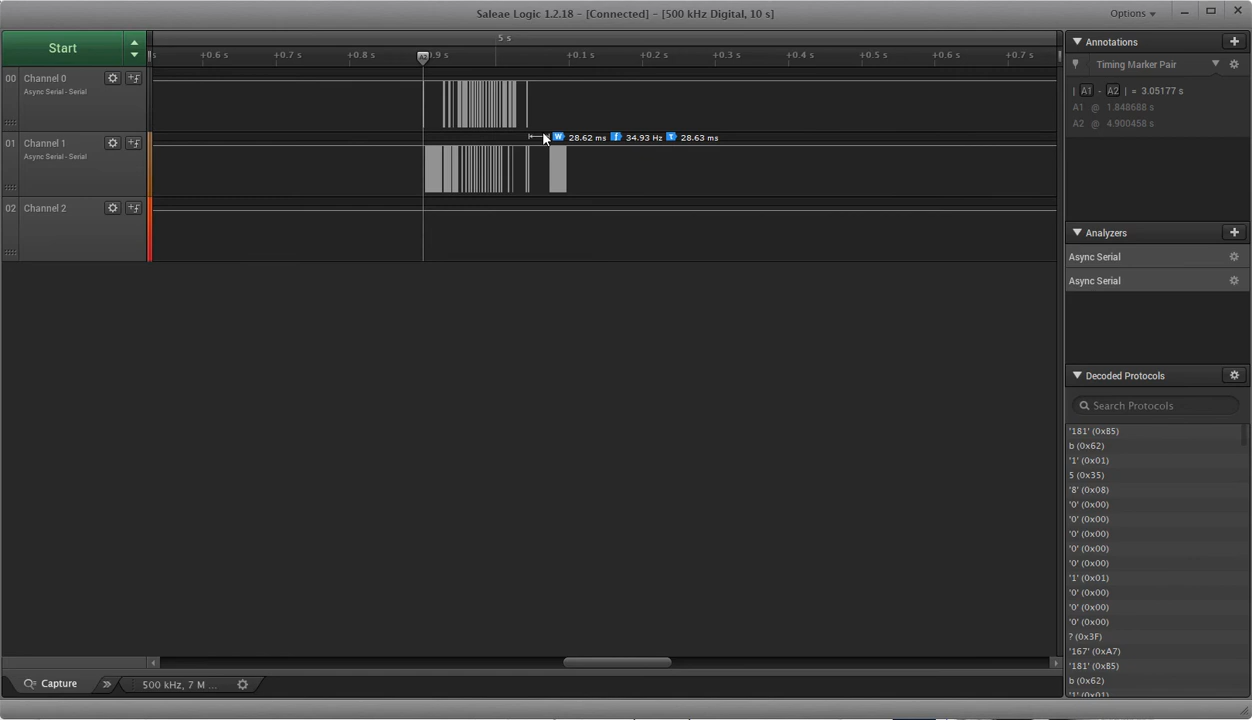 Saleae Logic 1.2.18 - [Connected] - [500 kHz Digital, 10 s]
Options
Start
5 s
s +0.6 s +0.7 s +0.8 s +0.9 s +0.1 s +0.2 s +0.3 s +0.4 s +0.5 s +0.6 s +0.7 s
00 Channel 0
Async Serial - Serial
W 28.62 ms f 34.93 Hz T 28.63 ms
01 Channel 1
Async Serial - Serial
02 Channel 2
Annotations
Timing Marker Pair
| A1 - A2 | = 3.05177 s
A1 @ 1.848688 s
A2 @ 4.900458 s
Analyzers
Async Serial
Async Serial
Decoded Protocols
Search Protocols
'181' (0xB5)
b (0x62)
'1' (0x01)
5 (0x35)
'8' (0x08)
'0' (0x00)
'0' (0x00)
'0' (0x00)
'0' (0x00)
'0' (0x00)
'1' (0x01)
'0' (0x00)
'0' (0x00)
'0' (0x00)
? (0x3F)
'167' (0xA7)
'181' (0xB5)
b (0x62)
'1' (0x01)
Capture
500 kHz, 7 M ...